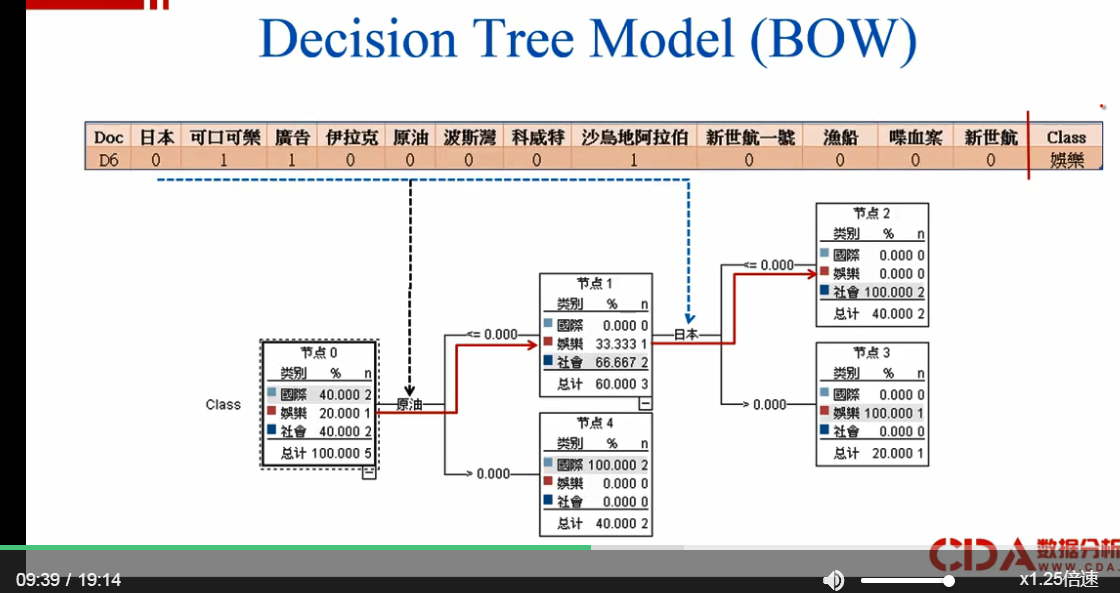 Decision Tree Model (BOW)
Doc 日本 可口可樂 廣告 伊拉克 原油 波斯灣 科威特 沙烏地阿拉伯 新世航一號 漁船 喋血案 新世航 Class
D6 0 1 1 0 0 0 0 1 0 0 0 0 娛樂
节点 2
类别 % n
國際 0.000 0
娛樂 0.000 0
社會 100.000 2
总计 40.000 2
<= 0.000
节点 1
类别 % n
國際 0.000 0
娛樂 33.333 1
社會 66.667 2
总计 60.000 3
<= 0.000
日本
节点 0
类别 % n
國際 40.000 2
娛樂 20.000 1
社會 40.000 2
总计 100.000 5
Class
原油
> 0.000
节点 3
类别 % n
國際 0.000 0
娛樂 100.000 1
社會 0.000 0
总计 20.000 1
节点 4
类别 % n
國際 100.000 2
娛樂 0.000 0
社會 0.000 0
总计 40.000 2
> 0.000
CDA 数据分析
WWW.CDA.
09:39 / 19:14
x1.25倍速